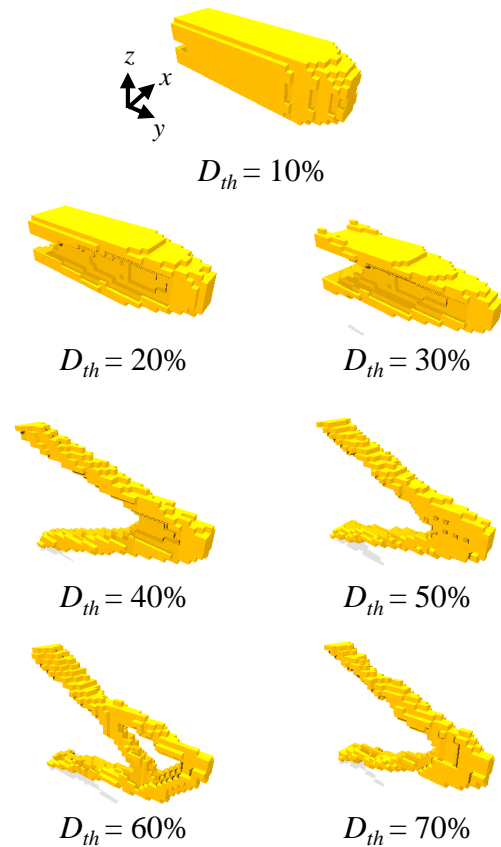 z
x
y
D_th = 10%
D_th = 20%
D_th = 30%
D_th = 40%
D_th = 50%
D_th = 60%
D_th = 70%